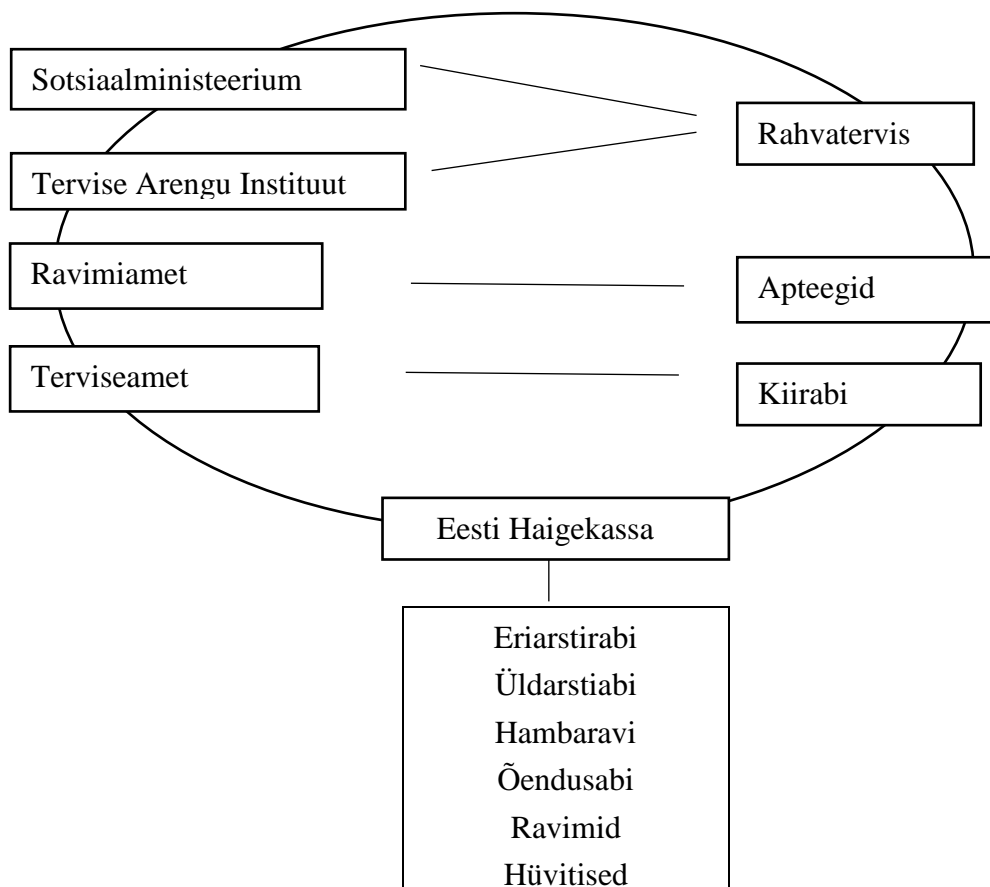 Sotsiaalministeerium
Rahvatervis
Tervise Arengu Instituut
Ravimiamet
Apteegid
Terviseamet
Kiirabi
Eesti Haigekassa
Eriarstirabi
Üldarstiabi
Hambaravi
Õendusabi
Ravimid
Hüvitised